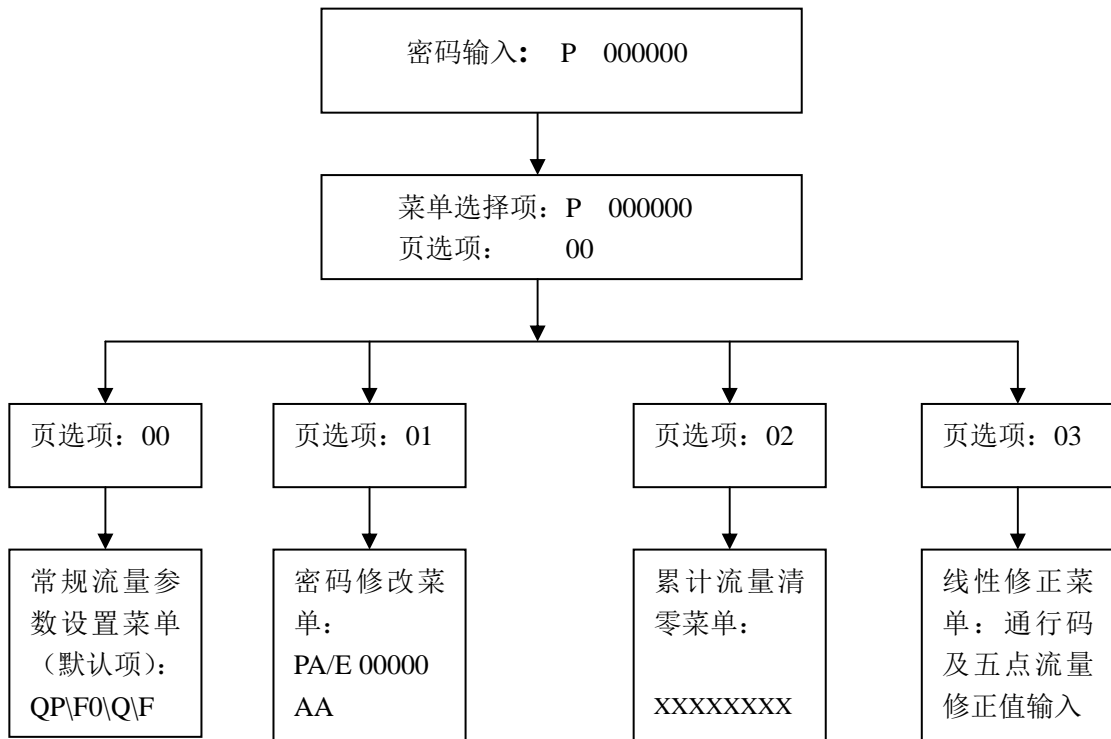 密码输入： P 000000
菜单选择项：P 000000
页选项： 00
页选项：00
页选项：01
页选项：02
页选项：03
常规流量参
数设置菜单
（默认项）：
QP\F0\Q\F
密码修改菜
单：
PA/E 00000
AA
累计流量清
零菜单：
XXXXXXXX
线性修正菜
单：通行码
及五点流量
修正值输入